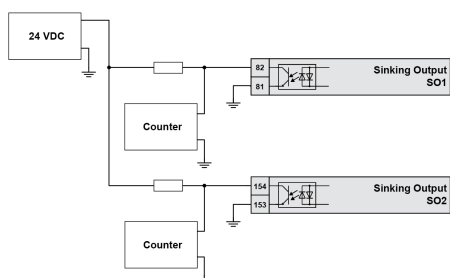 24 VDC
82
81
Sinking Output
SO1
Counter
154
153
Sinking Output
SO2
Counter